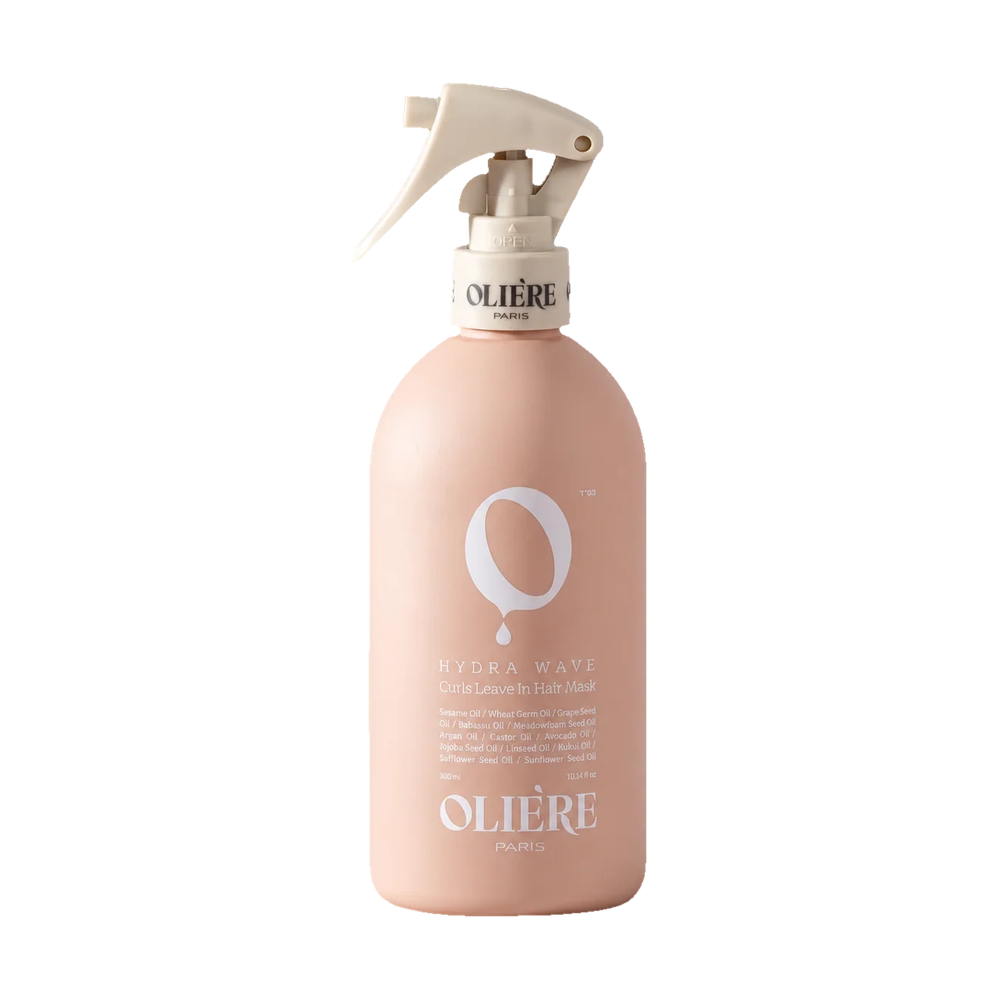 OPEN
OLIÈRE
PARIS
T°03
HYDRA WAVE
Curls Leave In Hair Mask
Sesame Oil / Wheat Germ Oil / Grape Seed
Oil / Babassu Oil / Meadowfoam Seed Oil
Argan Oil / Castor Oil / Avocado Oil /
Jojoba Seed Oil / Linseed Oil / Kukui Oil /
Safflower Seed Oil / Sunflower Seed Oil
300 ml 10.14 fl oz
OLIÈRE
PARIS